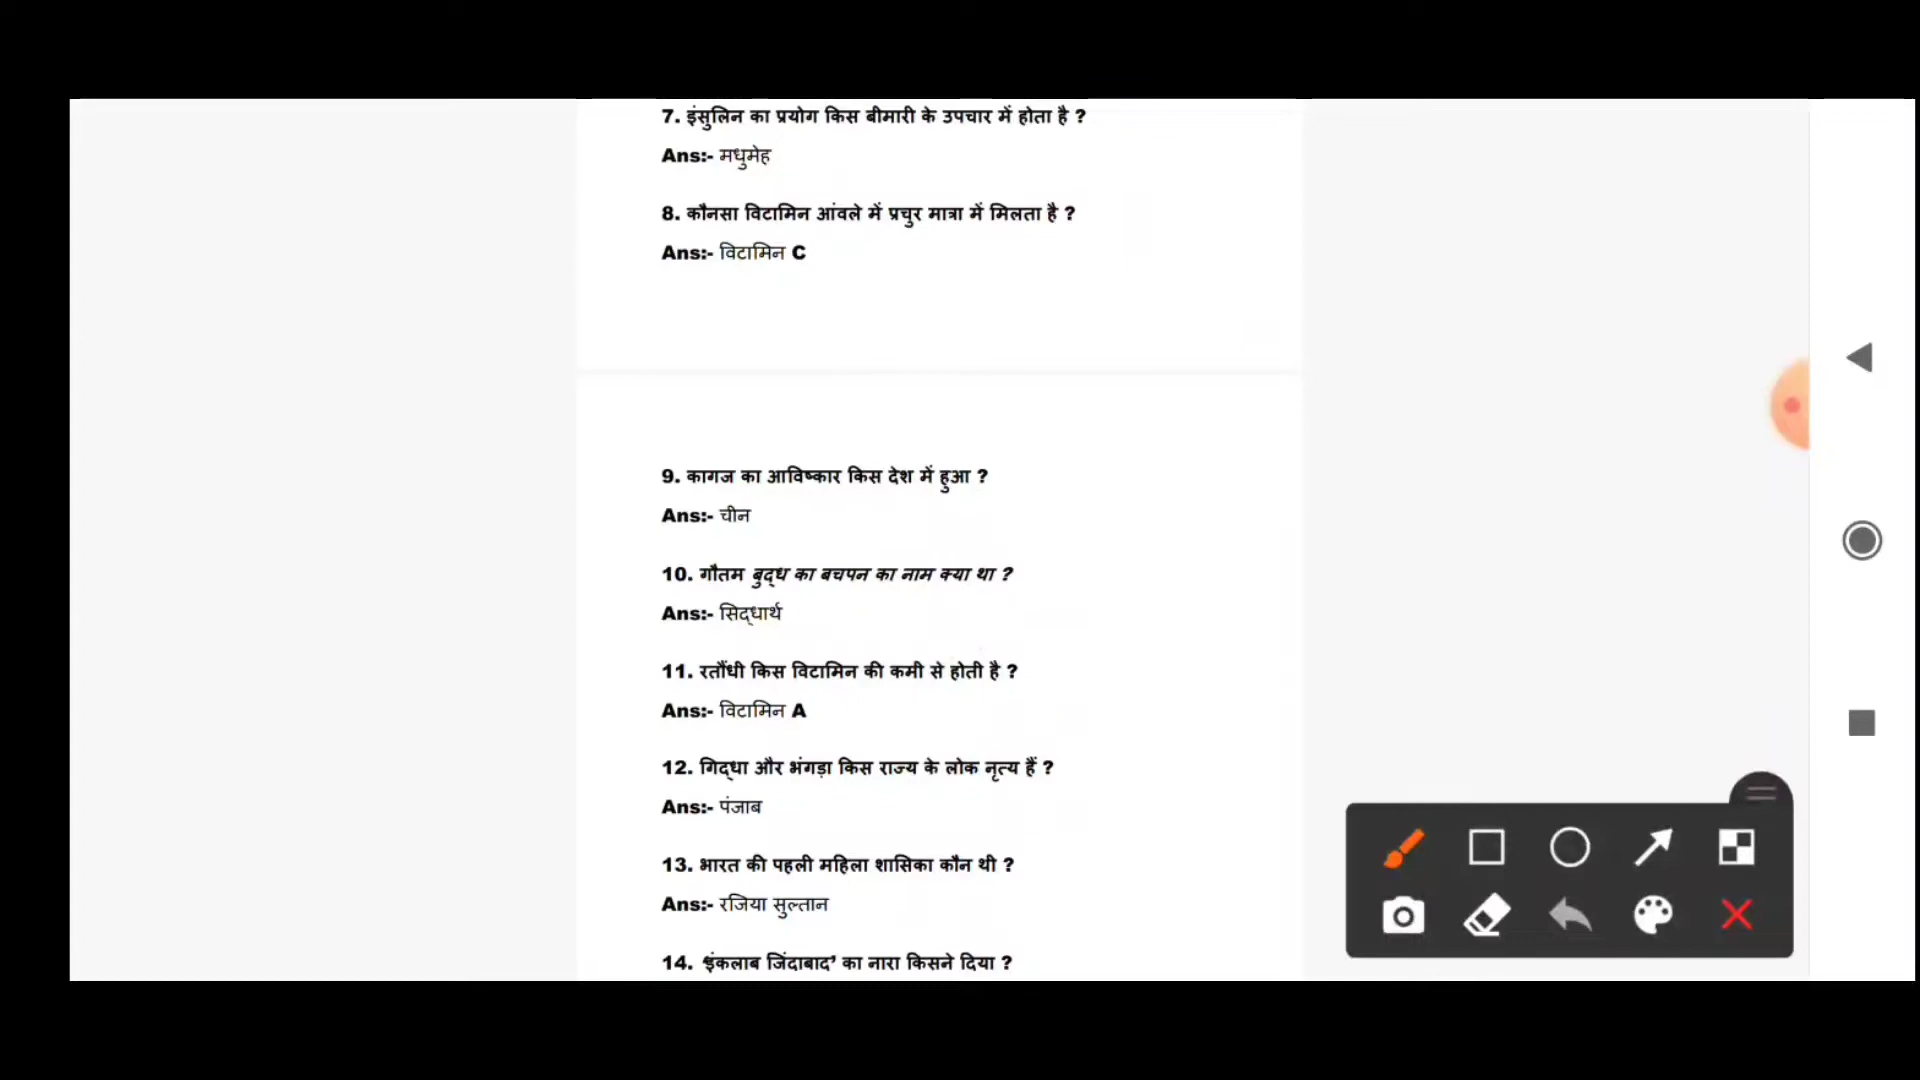 7. इंसुलिन का प्रयोग किस बीमारी के उपचार में होता है ?
Ans:- मधुमेह
8. कौनसा विटामिन आंवले में प्रचुर मात्रा में मिलता है ?
Ans:- विटामिन C
9. कागज का आविष्कार किस देश में हुआ ?
Ans:- चीन
10. गौतम बुद्ध का बचपन का नाम क्या था ?
Ans:- सिद्धार्थ
11. रतौंधी किस विटामिन की कमी से होती है ?
Ans:- विटामिन A
12. गिद्धा और भंगड़ा किस राज्य के लोक नृत्य हैं ?
Ans:- पंजाब
13. भारत की पहली महिला शासिका कौन थी ?
Ans:- रजिया सुल्तान
14. ‘इंकलाब जिंदाबाद’ का नारा किसने दिया ?